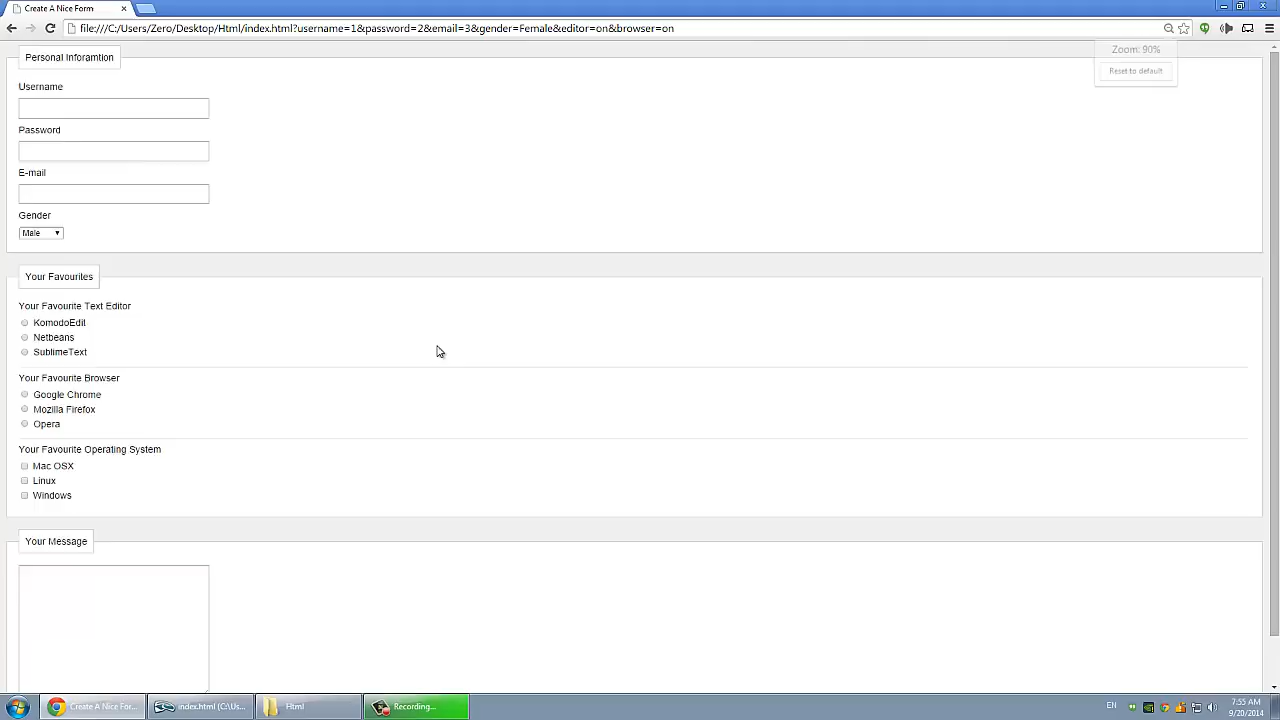 Create A Nice Form
file:///C:/Users/Zero/Desktop/Html/index.html?username=1&password=2&email=3&gender=Female&editor=on&browser=on
Zoom: 90%
Reset to default
Personal Inforamtion
Username
Password
E-mail
Gender
Male
Your Favourites
Your Favourite Text Editor
KomodoEdit
Netbeans
SublimeText
Your Favourite Browser
Google Chrome
Mozilla Firefox
Opera
Your Favourite Operating System
Mac OSX
Linux
Windows
Your Message
Create A Nice For...
index.html (C:\Us...
Html
Recording...
EN
7:55 AM
9/20/2014